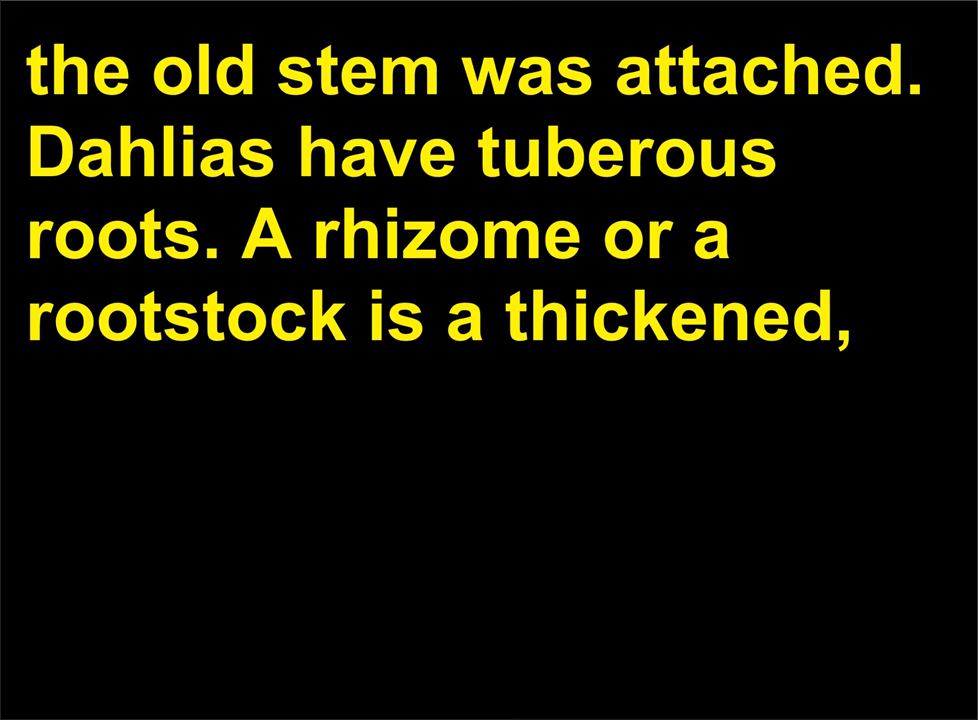 the old stem was attached.
Dahlias have tuberous
roots. A rhizome or a
rootstock is a thickened,